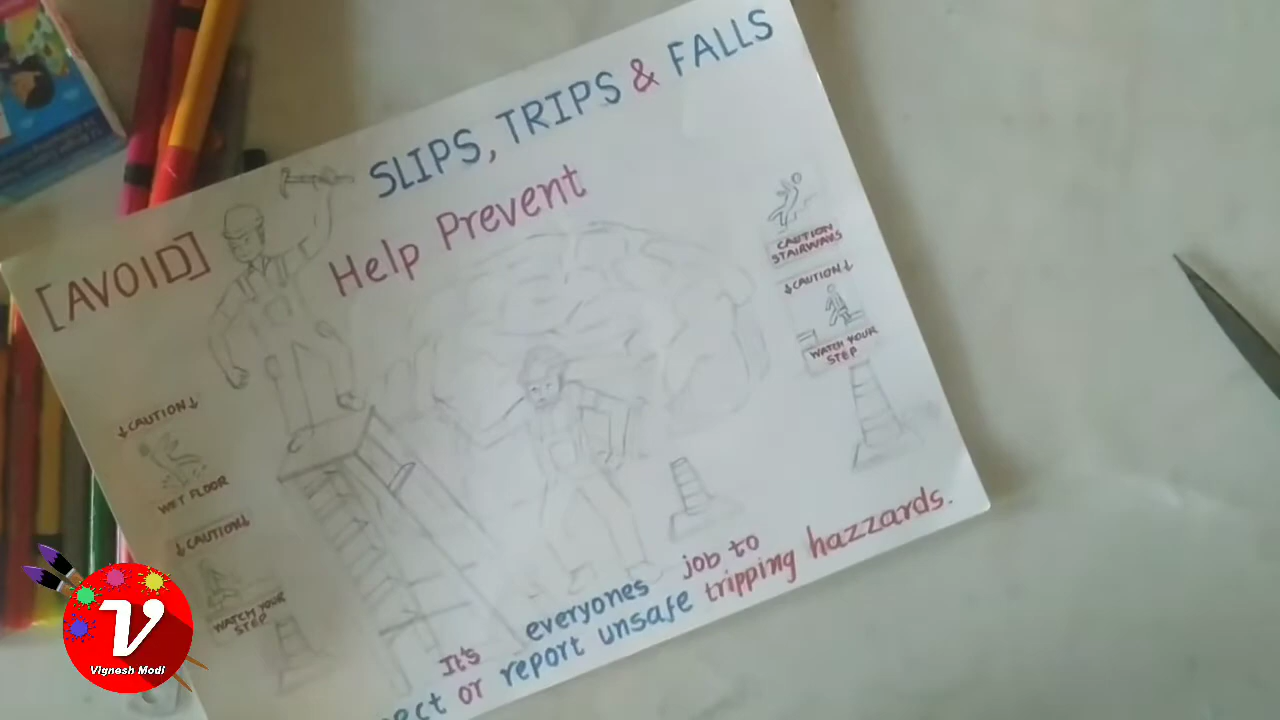 SLIPS, TRIPS & FALLS
[AVOID]
Help Prevent
CAUTION
STAIRWAYS
↓CAUTION↓
WATCH YOUR
STEP
↓CAUTION↓
WET FLOOR
↓CAUTION↓
WATCH YOUR
STEP
It's everyones job to
or report unsafe tripping hazzards.
V
Vignesh Modi